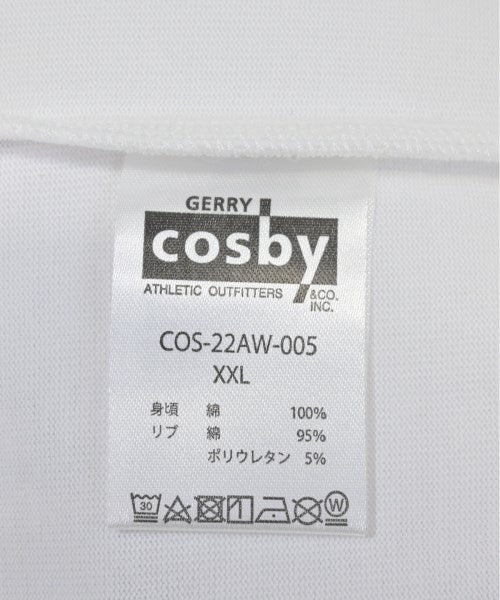 GERRY
cosby
ATHLETIC OUTFITTERS &CO. INC.
COS-22AW-005
XXL
身頃 綿 100%
リブ 綿 95%
ポリウレタン 5%
30 W